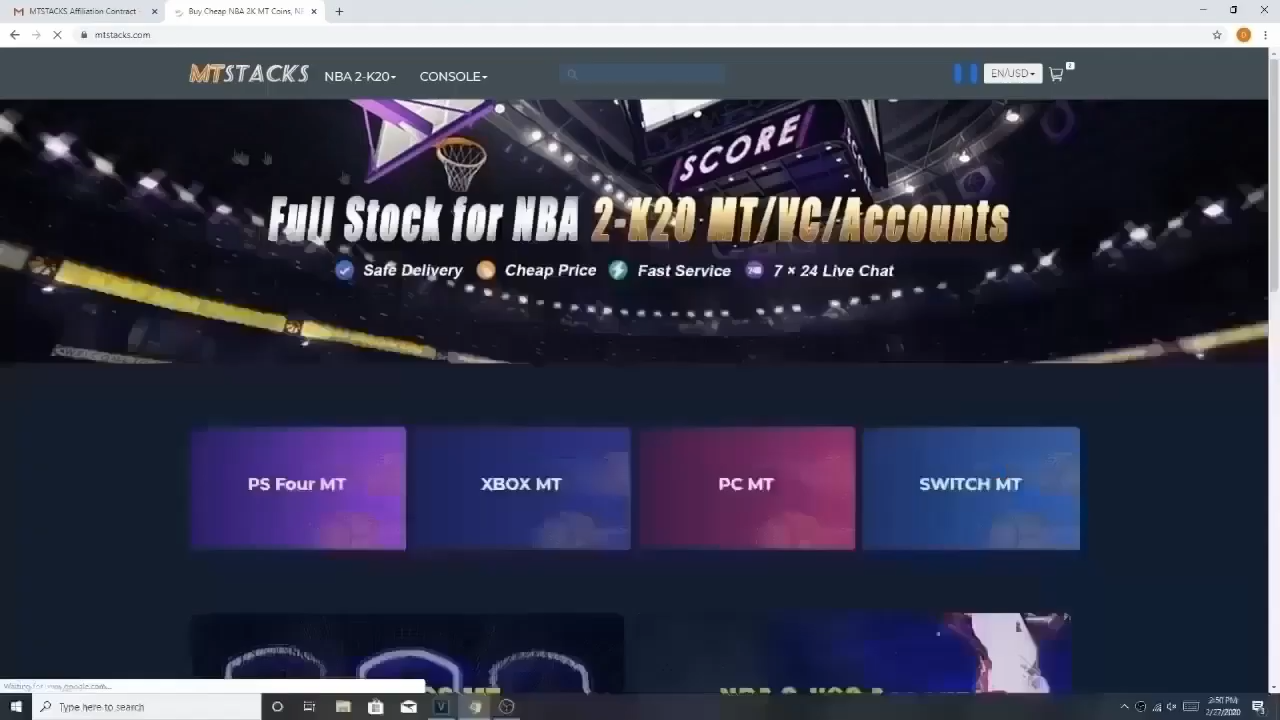 MTSTACKS Affiliation Contract
Buy Cheap NBA 2K MT Coins, N
mtstacks.com
MTSTACKS
NBA 2-K20
CONSOLE
EN/USD
SCORE
Full Stock for NBA 2-K20 MT/VC/Accounts
Safe Delivery
Cheap Price
Fast Service
7 × 24 Live Chat
PS Four MT
XBOX MT
PC MT
SWITCH MT
Type here to search
2:50 PM
2/27/2020